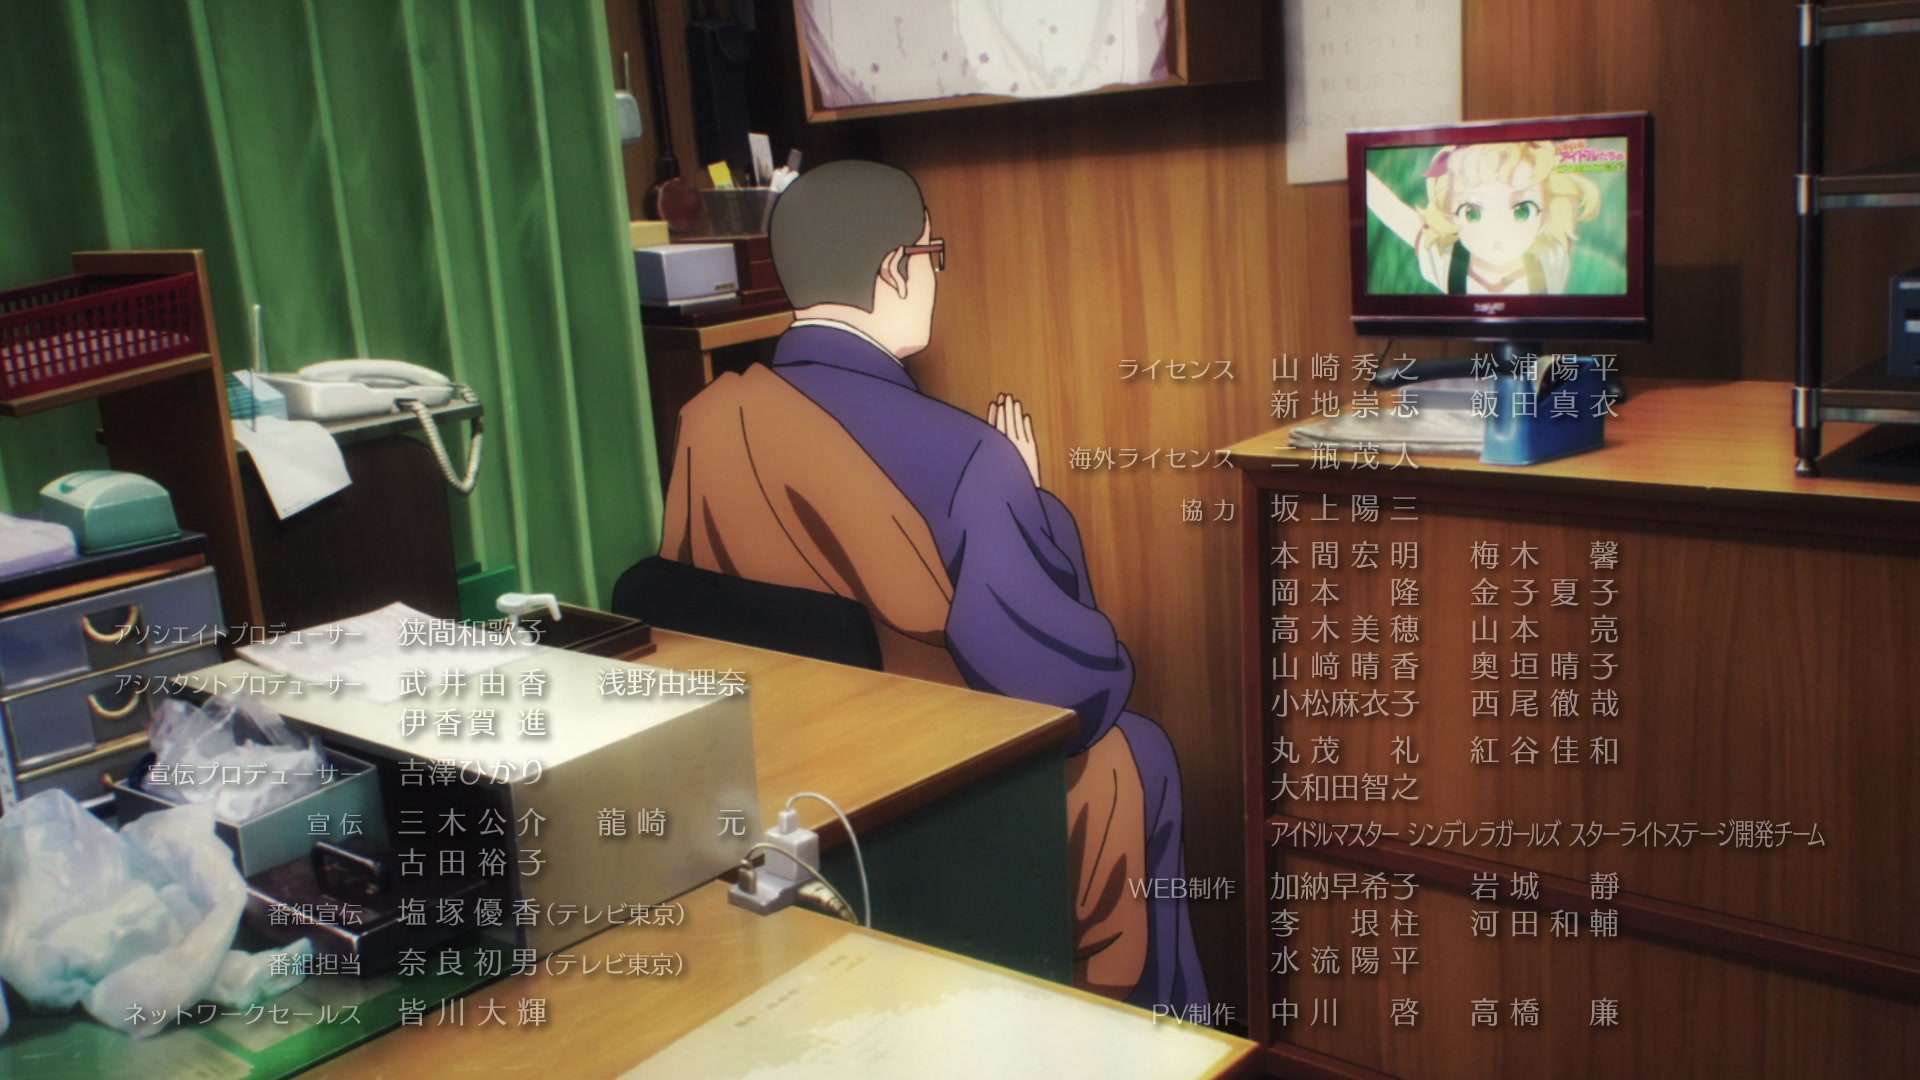 アイドルたちの
ライセンス 山崎秀之 松浦陽平
新地崇志 飯田真衣
海外ライセンス 二瓶茂人
協力 坂上陽三
本間宏明 梅木馨
岡本隆 金子夏子
高木美穂 山本亮
山﨑晴香 奥垣晴子
小松麻衣子 西尾徹哉
丸茂礼 紅谷佳和
大和田智之
アイドルマスター シンデレラガールズ スターライトステージ開発チーム
WEB制作 加納早希子 岩城靜
李垠柱 河田和輔
水流陽平
PV制作 中川啓 高橋廉
アソシエイトプロデューサー 狭間和歌子
アシスタントプロデューサー 武井由香 浅野由理奈
伊香賀進
宣伝プロデューサー 吉澤ひかり
宣伝 三木公介 龍崎元
古田裕子
番組宣伝 塩塚優香(テレビ東京)
番組担当 奈良初男(テレビ東京)
ネットワークセールス 皆川大輝